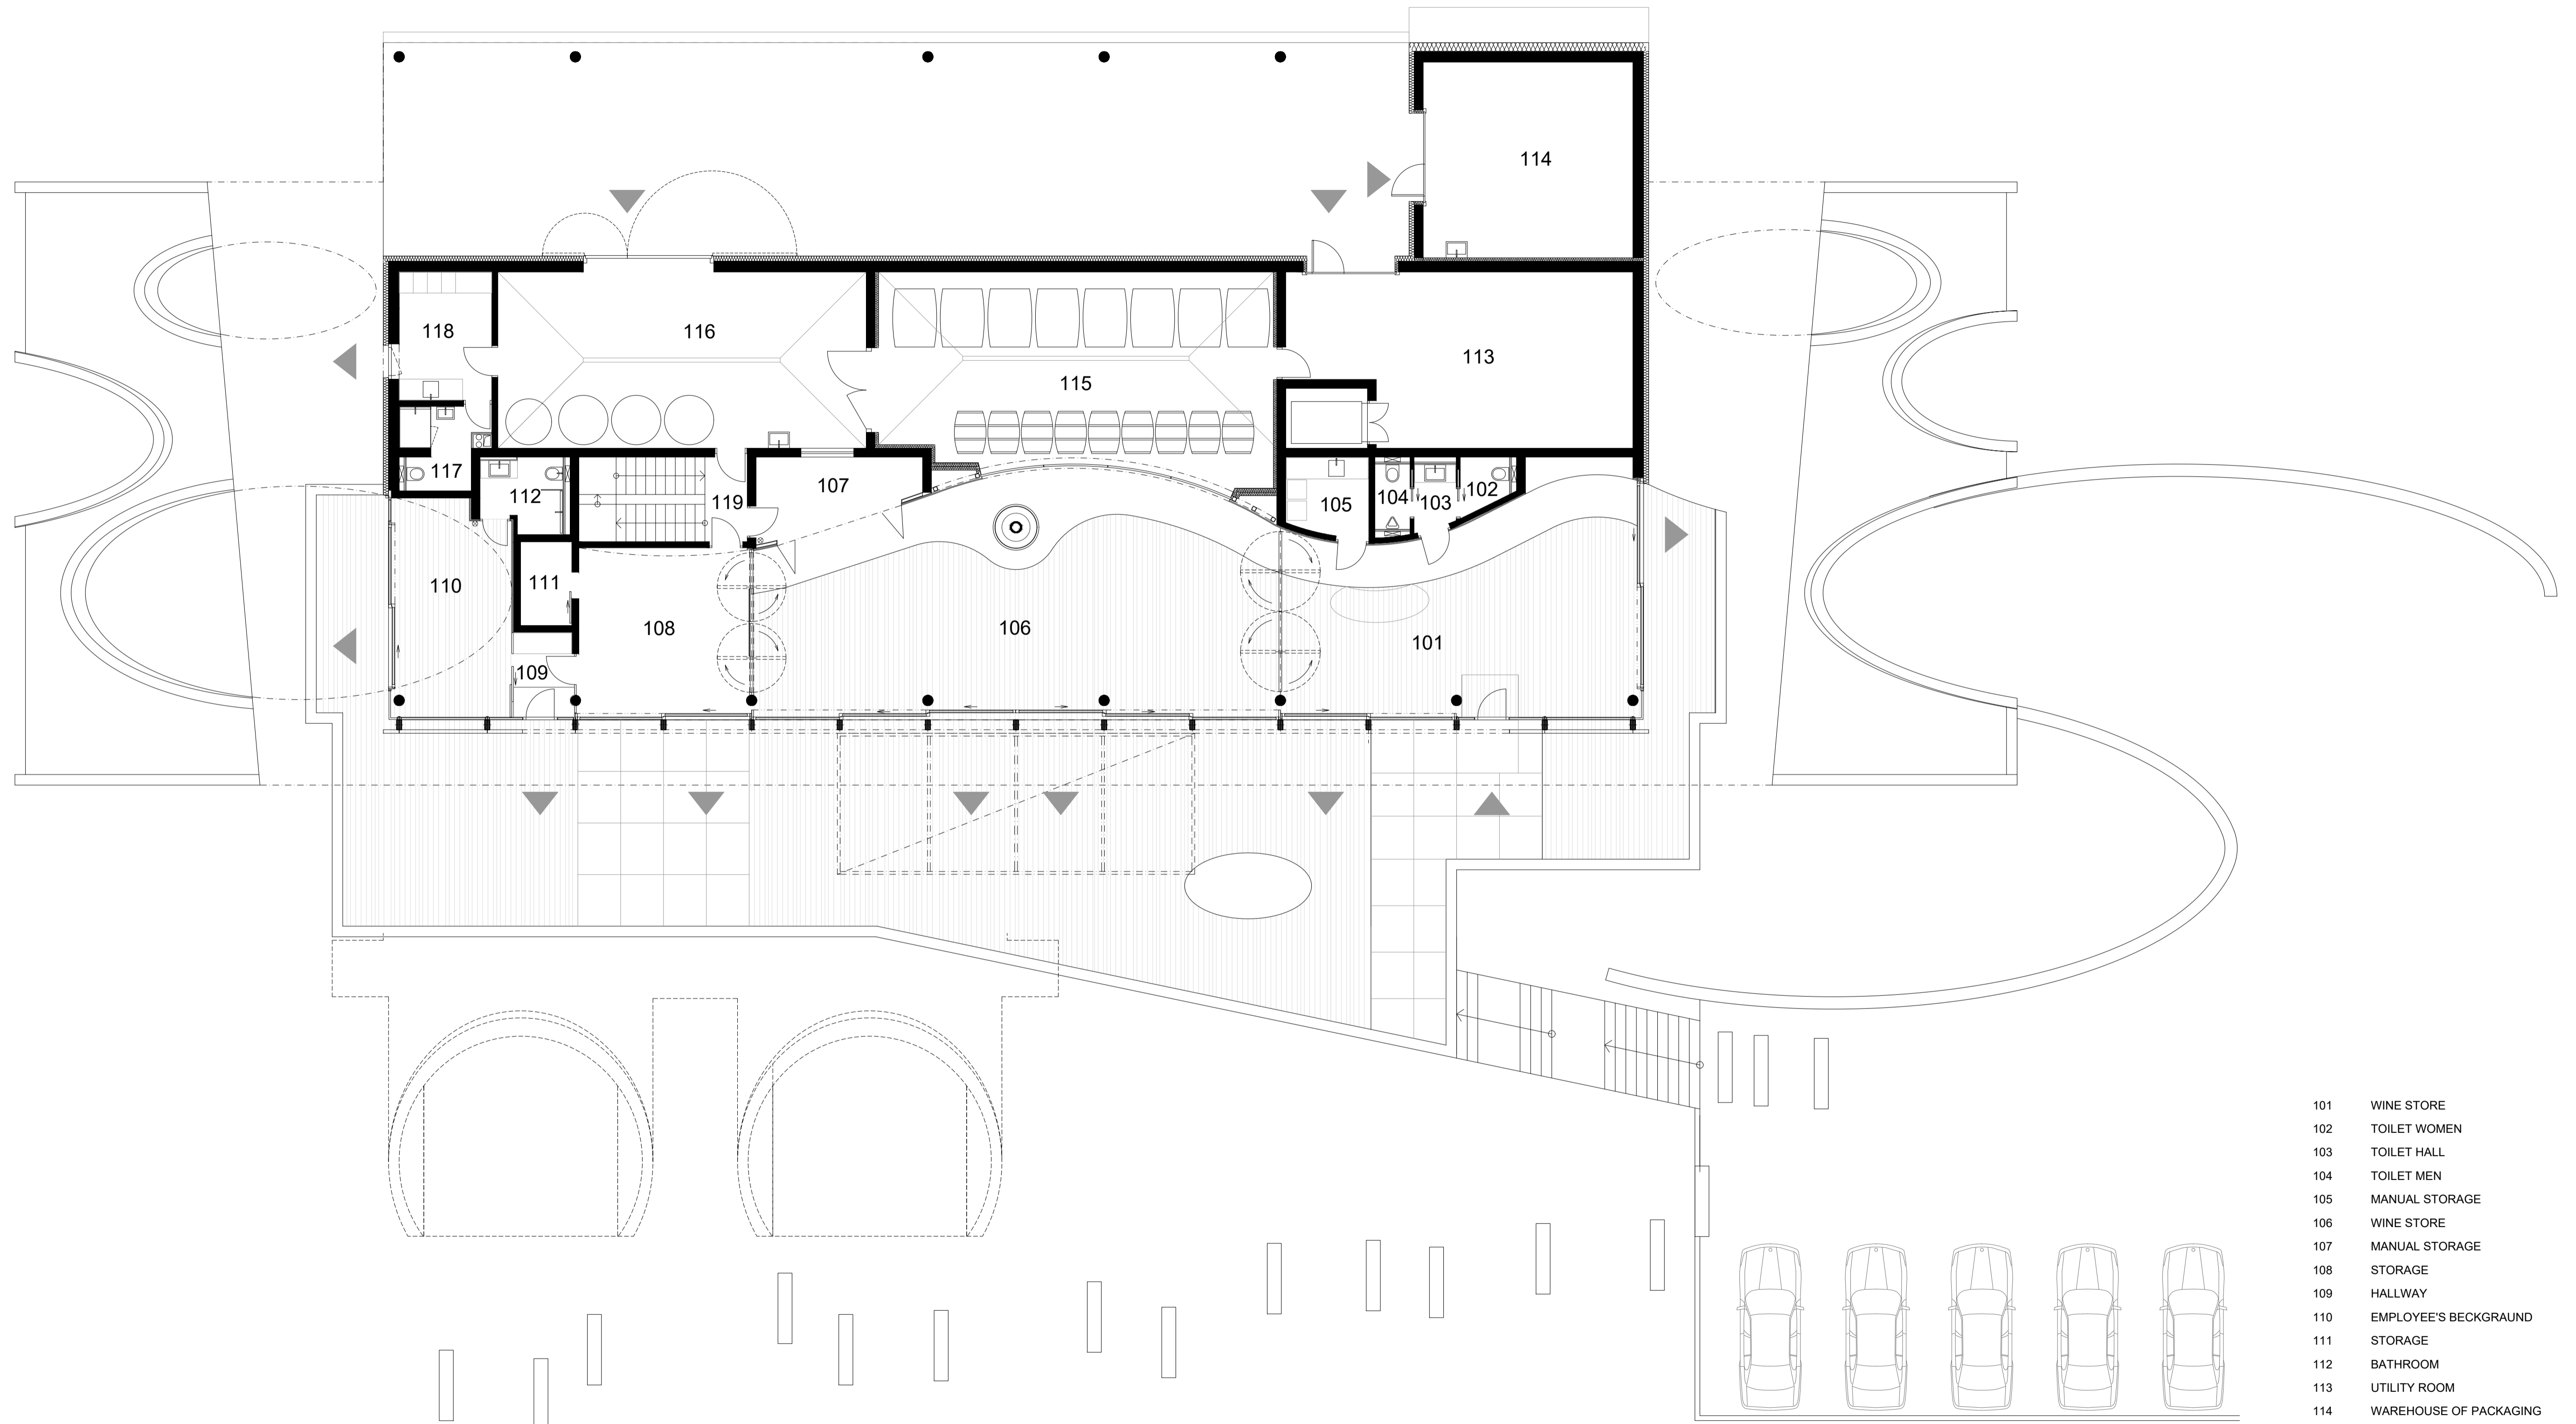 114
118
116
113
115
117
112
119
107
105
104
103
102
110
111
108
106
101
109
101 WINE STORE
102 TOILET WOMEN
103 TOILET HALL
104 TOILET MEN
105 MANUAL STORAGE
106 WINE STORE
107 MANUAL STORAGE
108 STORAGE
109 HALLWAY
110 EMPLOYEE'S BECKGRAUND
111 STORAGE
112 BATHROOM
113 UTILITY ROOM
114 WAREHOUSE OF PACKAGING